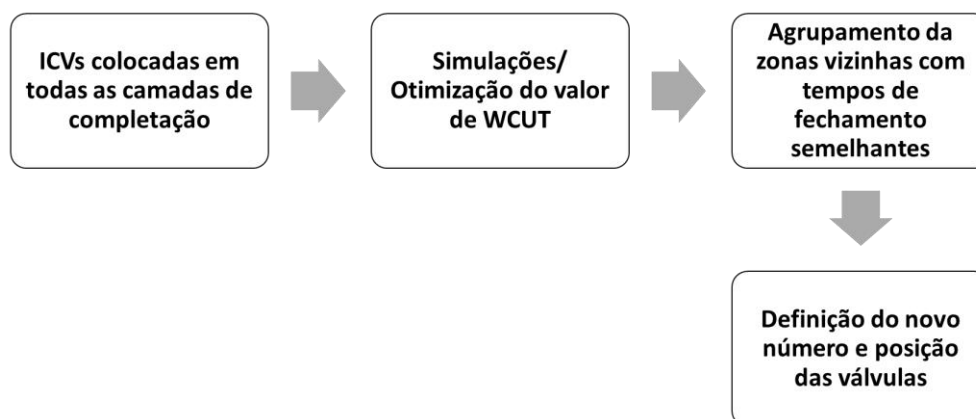 ICVs colocadas em
todas as camadas de
completação
Simulações/
Otimização do valor
de WCUT
Agrupamento da
zonas vizinhas com
tempos de
fechamento
semelhantes
Definição do novo
número e posição
das válvulas